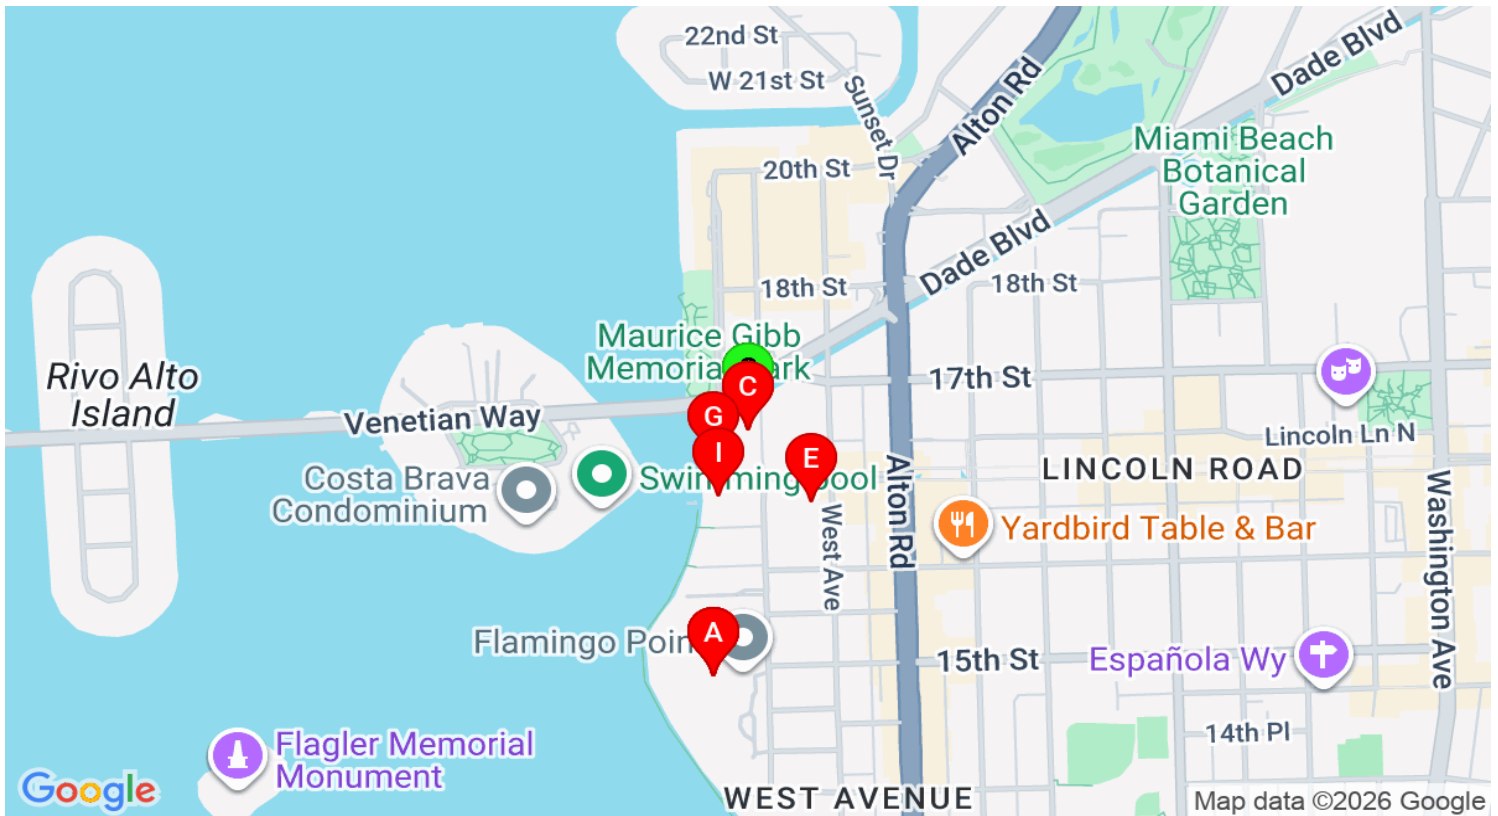 22nd St
W 21st St
Sunset Dr
Alton Rd
Dade Blvd
Miami Beach
Botanical
Garden
20th St
Dade Blvd
18th St
18th St
Maurice Gibb
Memorial Park
Rivo Alto
Island
17th St
C
Venetian Way
G
Lincoln Ln N
I
E
Costa Brava
Condominium
Swimming pool
Alton Rd
LINCOLN ROAD
Washington Ave
West Ave
Yardbird Table & Bar
A
Flamingo Poin
15th St
Española Wy
14th Pl
Flagler Memorial
Monument
Google
WEST AVENUE
Map data ©2026 Google